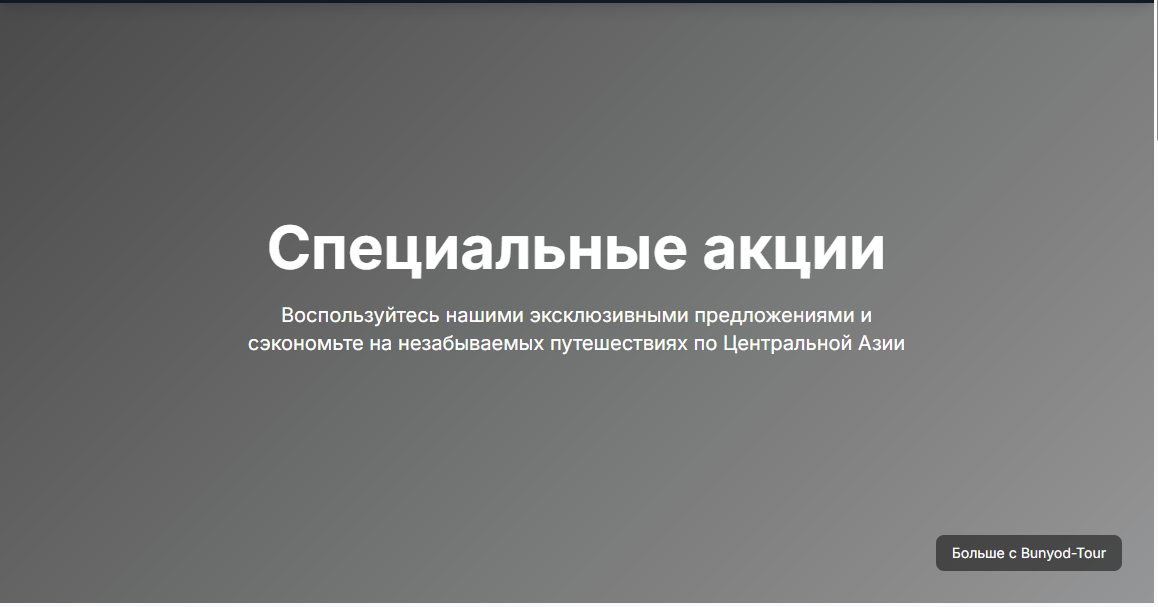 Специальные акции
Воспользуйтесь нашими эксклюзивными предложениями и
сэкономьте на незабываемых путешествиях по Центральной Азии
Больше с Bunyod-Tour